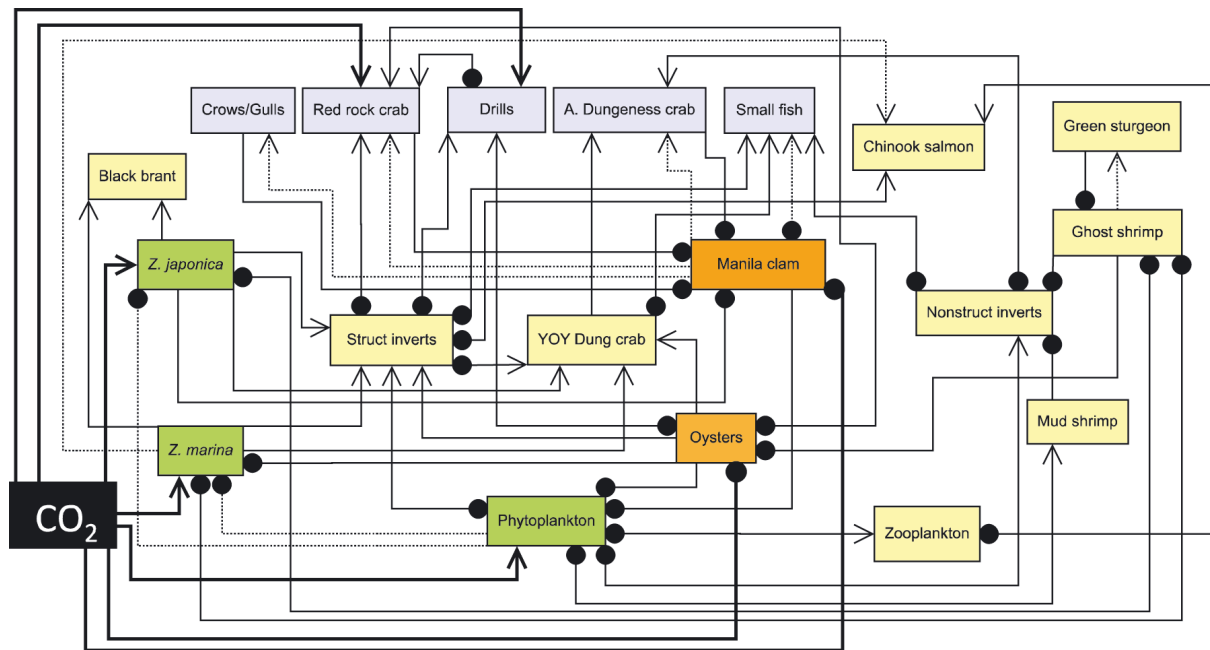 Crows/Gulls
Red rock crab
Drills
A. Dungeness crab
Small fish
Chinook salmon
Green sturgeon
Black brant
Ghost shrimp
Z. japonica
Manila clam
Nonstruct inverts
Struct inverts
YOY Dung crab
Mud shrimp
Z. marina
Oysters
CO₂
Phytoplankton
Zooplankton